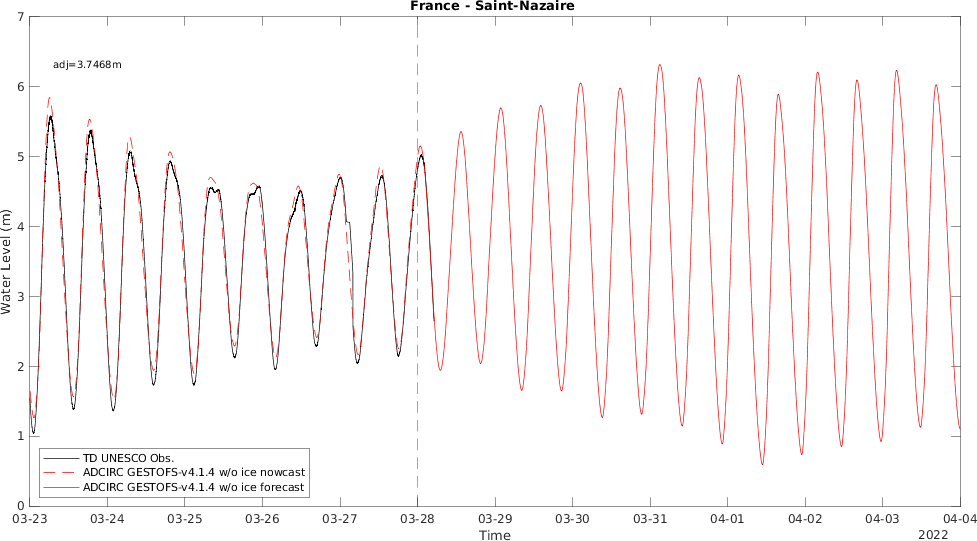 France - Saint-Nazaire
adj=3.7468m
7
6
5
4
3
2
1
0
Water Level (m)
TD UNESCO Obs.
ADCIRC GESTOFS-v4.1.4 w/o ice nowcast
ADCIRC GESTOFS-v4.1.4 w/o ice forecast
03-23 03-24 03-25 03-26 03-27 03-28 03-29 03-30 03-31 04-01 04-02 04-03 04-04
Time
2022